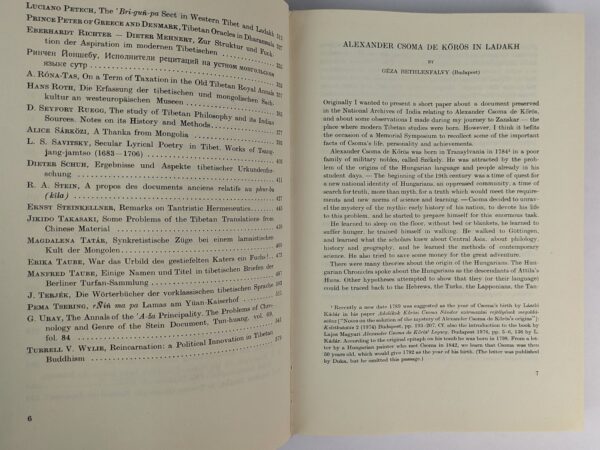 LUCIANO PETECH, The 'Bri-guṅ-pa Sect in Western Tibet and Ladakh
PRINCE PETER OF GREECE AND DENMARK, Tibetan Oracles in Dharamsala
EBERHARDT RICHTER – DIETER MEHNERT, Zur Struktur und Funk-
tion der Aspiration im modernen Tibetischen
РИНЧЕН Йоншебу, Исполнители рецитаций на устном монгольском
языке сутр
A. RÓNA-TAS, On a Term of Taxation in the Old Tibetan Royal Annals
HANS ROTH, Die Erfassung der tibetischen und mongolischen Sach-
kultur an westeuropäischen Museen
D. SEYFORT RUEGG, The study of Tibetan Philosophy and its Indian
Sources. Notes on its History and Methods
ALICE SÁRKÖZI, A Thanka from Mongolia
L. S. SAVITSKY, Secular Lyrical Poetry in Tibet. Works of Tsang-
jang-jamtso (1683–1706)
DIETER SCHUH, Ergebnisse und Aspekte tibetischer Urkundenfor-
schung
R. A. STEIN, A propos des documents anciens relatifs au phur-bu
(kīla)
ERNST STEINKELLNER, Remarks on Tantristic Hermeneutics
JIKIDO TAKASAKI, Some Problems of the Tibetan Translations from
Chinese Material
MAGDALENA TATÁR, Synkretistische Züge bei einem lamaistischen
Kult der Mongolen
ERIKA TAUBE, War das Urbild des gestiefelten Katers ein Fuchs?
MANFRED TAUBE, Einige Namen und Titel in tibetischen Briefen der
Berliner Turfan-Sammlung
J. TERJÉK, Die Wörterbücher der vorklassischen tibetischen Sprache
PEMA TSERING, rÑiṅ ma pa Lamas am Yüan-Kaiserhof
G. URAY, The Annals of the 'A-ža Principality. The Problems of Chro-
nology and Genre of the Stein Document, Tun-huang, vol. 69,
fol. 84
TURRELL V. WYLIE, Reincarnation: a Political Innovation in Tibetan
Buddhism
6
ALEXANDER CSOMA DE KŐRÖS IN LADAKH
BY
GÉZA BETHLENFALVY (Budapest)
Originally I wanted to present a short paper about a document preserved
in the National Archives of India relating to Alexander Csoma de Kőrös,
and about some observations I made during my journey to Zanskar — the
place where modern Tibetan studies were born. However, I think it befits
the occasion of a Memorial Symposium to recollect some of the important
facts of Csoma's life, personality and achievements.
Alexander Csoma de Kőrös was born in Transylvania in 1784¹ in a poor
family of military nobles, called Székely. He was attracted by the problem
of the origins of the Hungarian language and people already in his
student days. — The beginning of the 19th century was a time of quest for
a new national identity of Hungarians, an oppressed community, a time of
search for truth, more than myth, for a truth which would meet the require-
ments and new norms of science and learning. —Csoma decided to unravel
the mystery of the mythic early history of his nation, to devote his life
to this problem, and he started to prepare himself for this enormous task.
He learned to sleep on the floor, without bed or blankets, he learned to
suffer hunger, he trained himself in walking. He walked to Göttingen,
and learned what the scholars knew about Central Asia, about philology,
history and geography, and he learned the methods of contemporary
science. He also tried to save some money for the great adventure.
There were many theories about the origin of the Hungarians. The Hun-
garian Chronicles spoke about the Hungarians as the descendants of Attila's
Huns. Other hypotheses attempted to show that they (or their language)
could be traced back to the Hebrews, the Turks, the Lapponians, the Tan-
¹ Recently a new date 1789 was suggested as the year of Csoma's birth by László
("Novum on the solution of the mystery of Alexander Csoma de Kőrös's origins");
2 (1974) Budapest, pp. 193–207. Cf. also the introduction to the book by
Lajos Magyari Alexander Csoma de Kőrösi Legacy, Budapest 1976, pp. 5–6, 136 by L.
Kádár. According to the original epitaph on his tomb he was born in 1798. From a let-
ter by a Hungarian painter who met Csoma in 1842, we learn that Csoma was then
50 years old, which would give 1792 as the year of his birth. (The letter was published
by Duka, but he omitted this passage.)
7